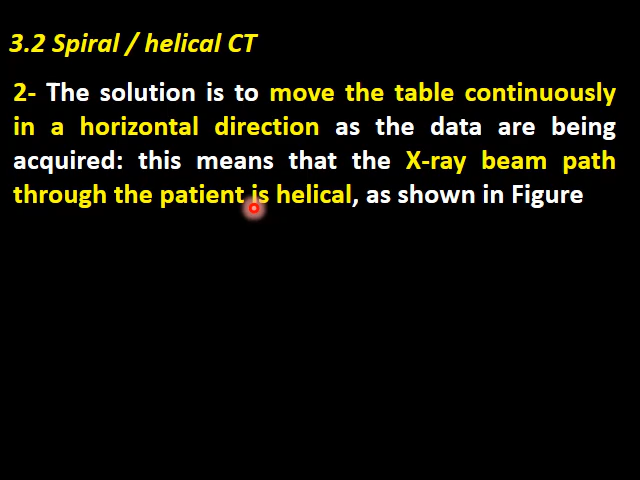 3.2 Spiral / helical CT
2- The solution is to move the table continuously
in a horizontal direction as the data are being
acquired: this means that the X-ray beam path
through the patient is helical, as shown in Figure